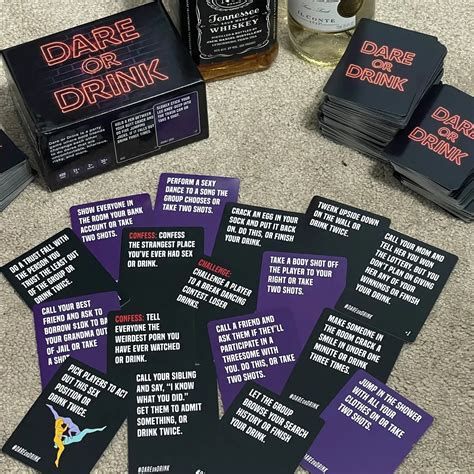 DARE
OR
DRINK
Tennessee
WHISKEY
DARE
OR
DRINK
DARE
OR
DRINK
PERFORM A SEXY
DANCE TO A SONG THE
GROUP CHOOSES OR
TAKE TWO SHOTS.
SHOW EVERYONE IN
THE ROOM YOUR BANK
ACCOUNT OR TAKE
TWO SHOTS.
CRACK AN EGG IN YOUR
SOCK AND PUT IT BACK
ON. DO THIS, OR FINISH
YOUR DRINK.
TWERK UPSIDE DOWN
ON THE WALL OR
DRINK TWICE.
CALL YOUR MOM AND
TELL HER YOU WON
THE LOTTERY, BUT YOU
DON'T PLAN ON GIVING
HER ANY OF YOUR
WINNINGS OR FINISH
YOUR DRINK.
DO A TRUST FALL WITH
THE PERSON YOU
TRUST THE LEAST OUT
OF THE GROUP OR
DRINK TWICE.
CONFESS: CONFESS
THE STRANGEST PLACE
YOU'VE EVER HAD SEX
OR DRINK.
CHALLENGE:
CHALLENGE A PLAYER
TO A BREAK DANCING
CONTEST. LOSER
DRINKS
TAKE A BODY SHOT OFF
THE PLAYER TO YOUR
RIGHT OR TAKE
TWO SHOTS.
#DAREorDRINK
CALL YOUR BEST
FRIEND AND ASK TO
BORROW $10K TO BAIL
YOUR GRANDMA OUT
OF JAIL OR TAKE
A SHOT.
CONFESS: TELL
EVERYONE THE
WEIRDEST PORN YOU
HAVE EVER WATCHED
OR DRINK.
CALL A FRIEND AND
ASK THEM IF THEY'LL
PARTICIPATE IN A
THREESOME WITH
YOU. DO THIS, OR TAKE
TWO SHOTS.
MAKE SOMEONE IN
THE ROOM CRACK A
SMILE IN UNDER ONE
MINUTE OR DRINK
THREE TIMES.
PICK PLAYERS TO ACT
OUT THIS SEX
POSITION OR
DRINK TWICE.
#DAREorDRINK
CALL YOUR SIBLING
AND SAY, "I KNOW
WHAT YOU DID."
GET THEM TO ADMIT
SOMETHING, OR
DRINK TWICE.
#DAREorDRINK
LET THE GROUP
BROWSE YOUR SEARCH
HISTORY OR FINISH
YOUR DRINK.
#DAREorDRINK
JUMP IN THE SHOWER
WITH ALL YOUR
CLOTHES ON OR TAKE
TWO SHOTS.